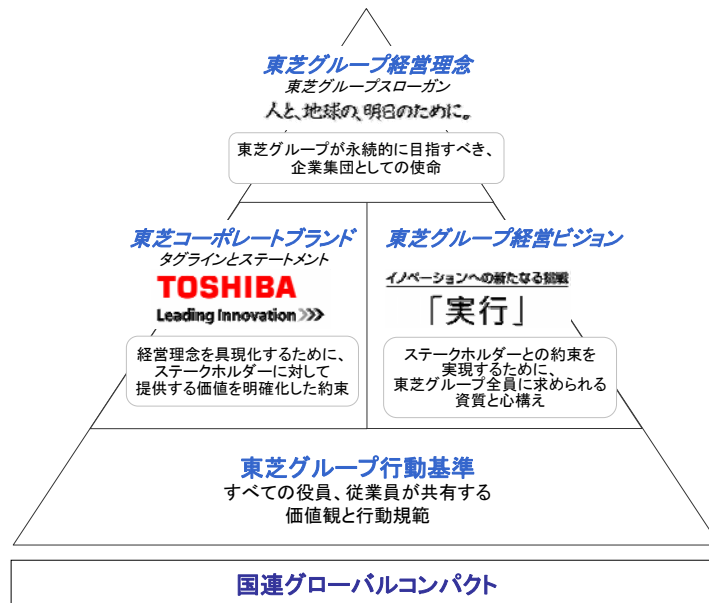 東芝グループ経営理念
東芝グループスローガン
人と、地球の、明日のために。
東芝グループが永続的に目指すべき、
企業集団としての使命
東芝コーポレートブランド
タグラインとステートメント
TOSHIBA
Leading Innovation >>>
経営理念を具現化するために、
ステークホルダーに対して
提供する価値を明確化した約束
東芝グループ経営ビジョン
イノベーションへの新たなる挑戦
「実行」
ステークホルダーとの約束を
実現するために、
東芝グループ全員に求められる
資質と心構え
東芝グループ行動基準
すべての役員、従業員が共有する
価値観と行動規範
国連グローバルコンパクト